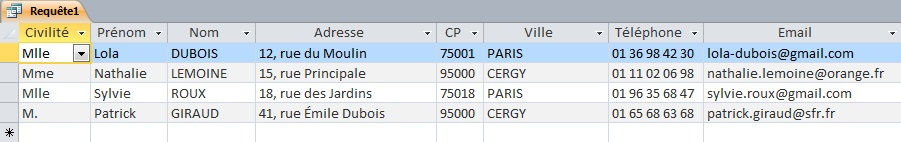 Requête1
Civilité Prénom Nom Adresse CP Ville Téléphone Email
Mlle Lola DUBOIS 12, rue du Moulin 75001 PARIS 01 36 98 42 30 lola-dubois@gmail.com
Mme Nathalie LEMOINE 15, rue Principale 95000 CERGY 01 11 02 06 98 nathalie.lemoine@orange.fr
Mlle Sylvie ROUX 18, rue des Jardins 75018 PARIS 01 96 35 68 47 sylvie.roux@gmail.com
M. Patrick GIRAUD 41, rue Émile Dubois 95000 CERGY 01 65 68 63 68 patrick.giraud@sfr.fr